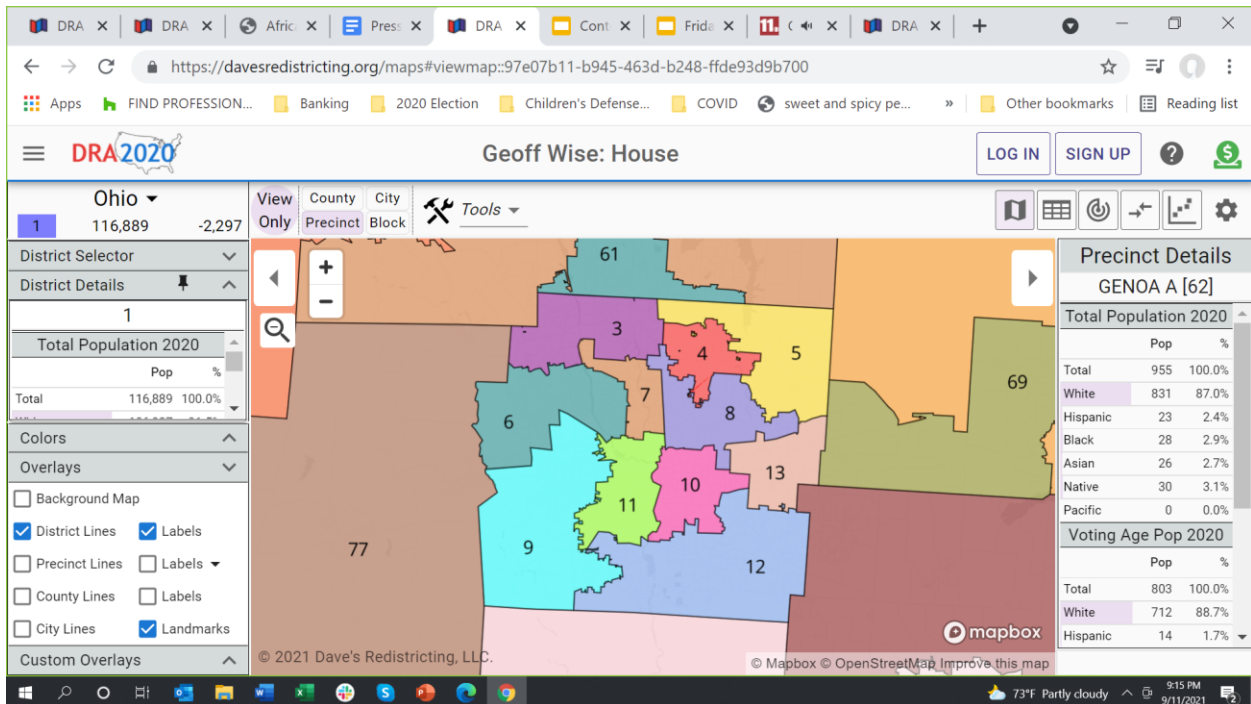 DRA DRA Afric Press DRA Cont Frida 11. ( DRA
https://davesredistricting.org/maps#viewmap::97e07b11-b945-463d-b248-ffde93d9b700
Apps FIND PROFESSION... Banking 2020 Election Children's Defense... COVID sweet and spicy pe... » Other bookmarks Reading list
DRA2020 Geoff Wise: House LOG IN SIGN UP ?
Ohio
1 116,889 -2,297
View Only
County City
Precinct Block
Tools
District Selector
District Details
1
Total Population 2020
Pop %
Total 116,889 100.0%
Colors
Overlays
Background Map
District Lines Labels
Precinct Lines Labels
County Lines Labels
City Lines Landmarks
Custom Overlays
61
3
4
5
7
69
6
8
13
10
11
9
77
12
mapbox
© 2021 Dave's Redistricting, LLC.
© Mapbox © OpenStreetMap Improve this map
Precinct Details
GENOA A [62]
Total Population 2020
Pop %
Total 955 100.0%
White 831 87.0%
Hispanic 23 2.4%
Black 28 2.9%
Asian 26 2.7%
Native 30 3.1%
Pacific 0 0.0%
Voting Age Pop 2020
Pop %
Total 803 100.0%
White 712 88.7%
Hispanic 14 1.7%
73°F Partly cloudy
9:15 PM
9/11/2021
2